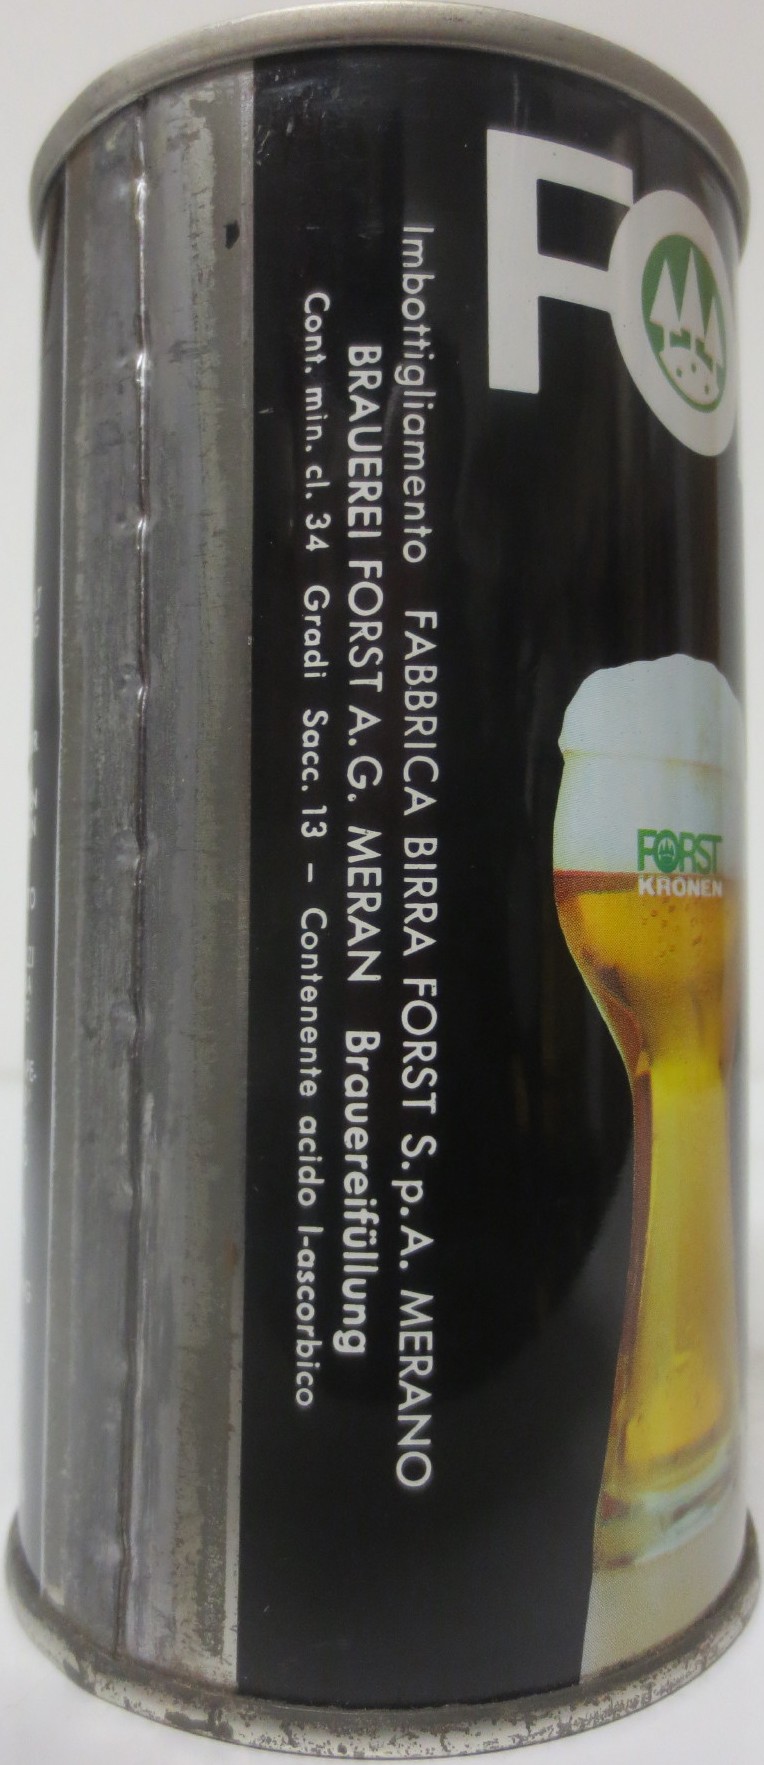 FO
Imbottigliamento FABBRICA BIRRA FORST S.p.A. MERANO
BRAUEREI FORST A.G. MERAN Brauereifüllung
Cont. min. cl. 34 Gradi Sacc. 13 – Contenente acido l-ascorbico
FORST
KRONEN